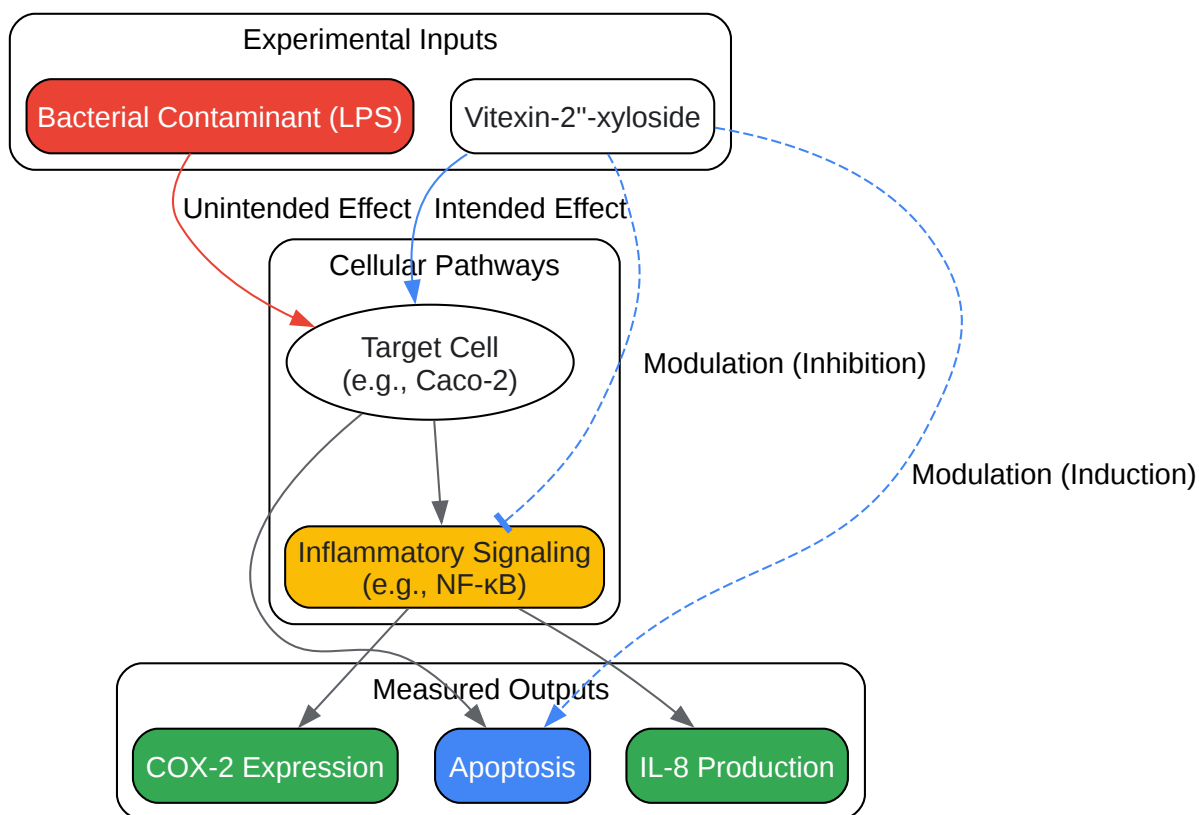 Experimental Inputs
Bacterial Contaminant (LPS)
Vitexin-2"-xyloside
Unintended Effect
Intended Effect
Cellular Pathways
Target Cell
(e.g., Caco-2)
Modulation (Inhibition)
Modulation (Induction)
Inflammatory Signaling
(e.g., NF-κB)
Measured Outputs
COX-2 Expression
Apoptosis
IL-8 Production